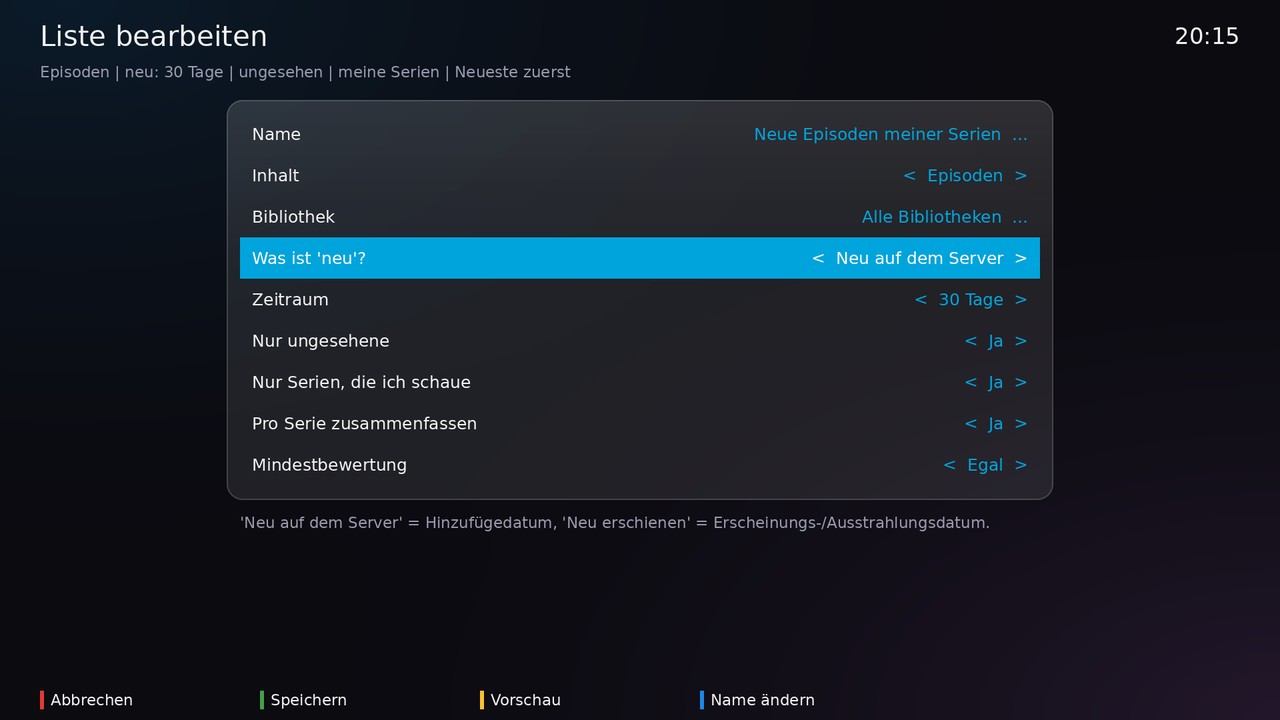 Liste bearbeiten
20:15
Episoden | neu: 30 Tage | ungesehen | meine Serien | Neueste zuerst
Name Neue Episoden meiner Serien ...
Inhalt < Episoden >
Bibliothek Alle Bibliotheken ...
Was ist 'neu'? < Neu auf dem Server >
Zeitraum < 30 Tage >
Nur ungesehene < Ja >
Nur Serien, die ich schaue < Ja >
Pro Serie zusammenfassen < Ja >
Mindestbewertung < Egal >
'Neu auf dem Server' = Hinzufügedatum, 'Neu erschienen' = Erscheinungs-/Ausstrahlungsdatum.
Abbrechen Speichern Vorschau Name ändern